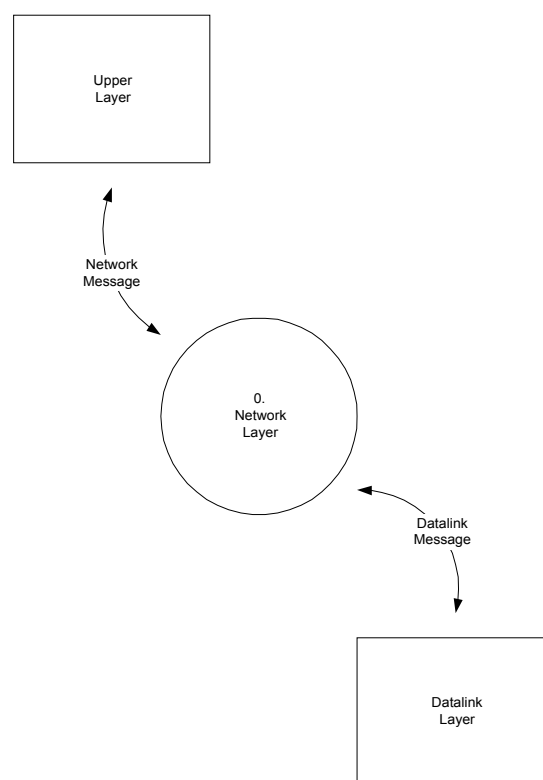 Upper
Layer
Network
Message
0.
Network
Layer
Datalink
Message
Datalink
Layer